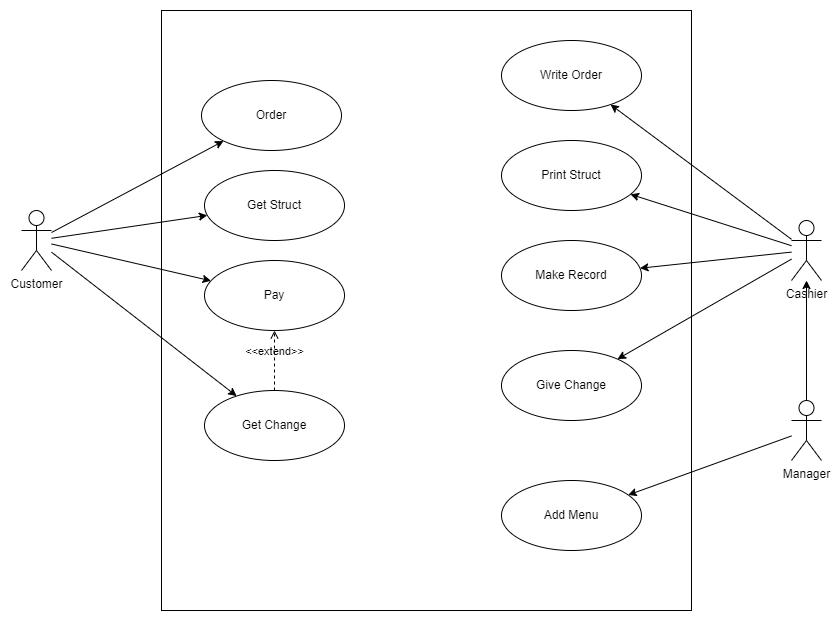 Write Order
Order
Print Struct
Get Struct
Customer
Make Record
Cashier
Pay
<<extend>>
Give Change
Get Change
Manager
Add Menu